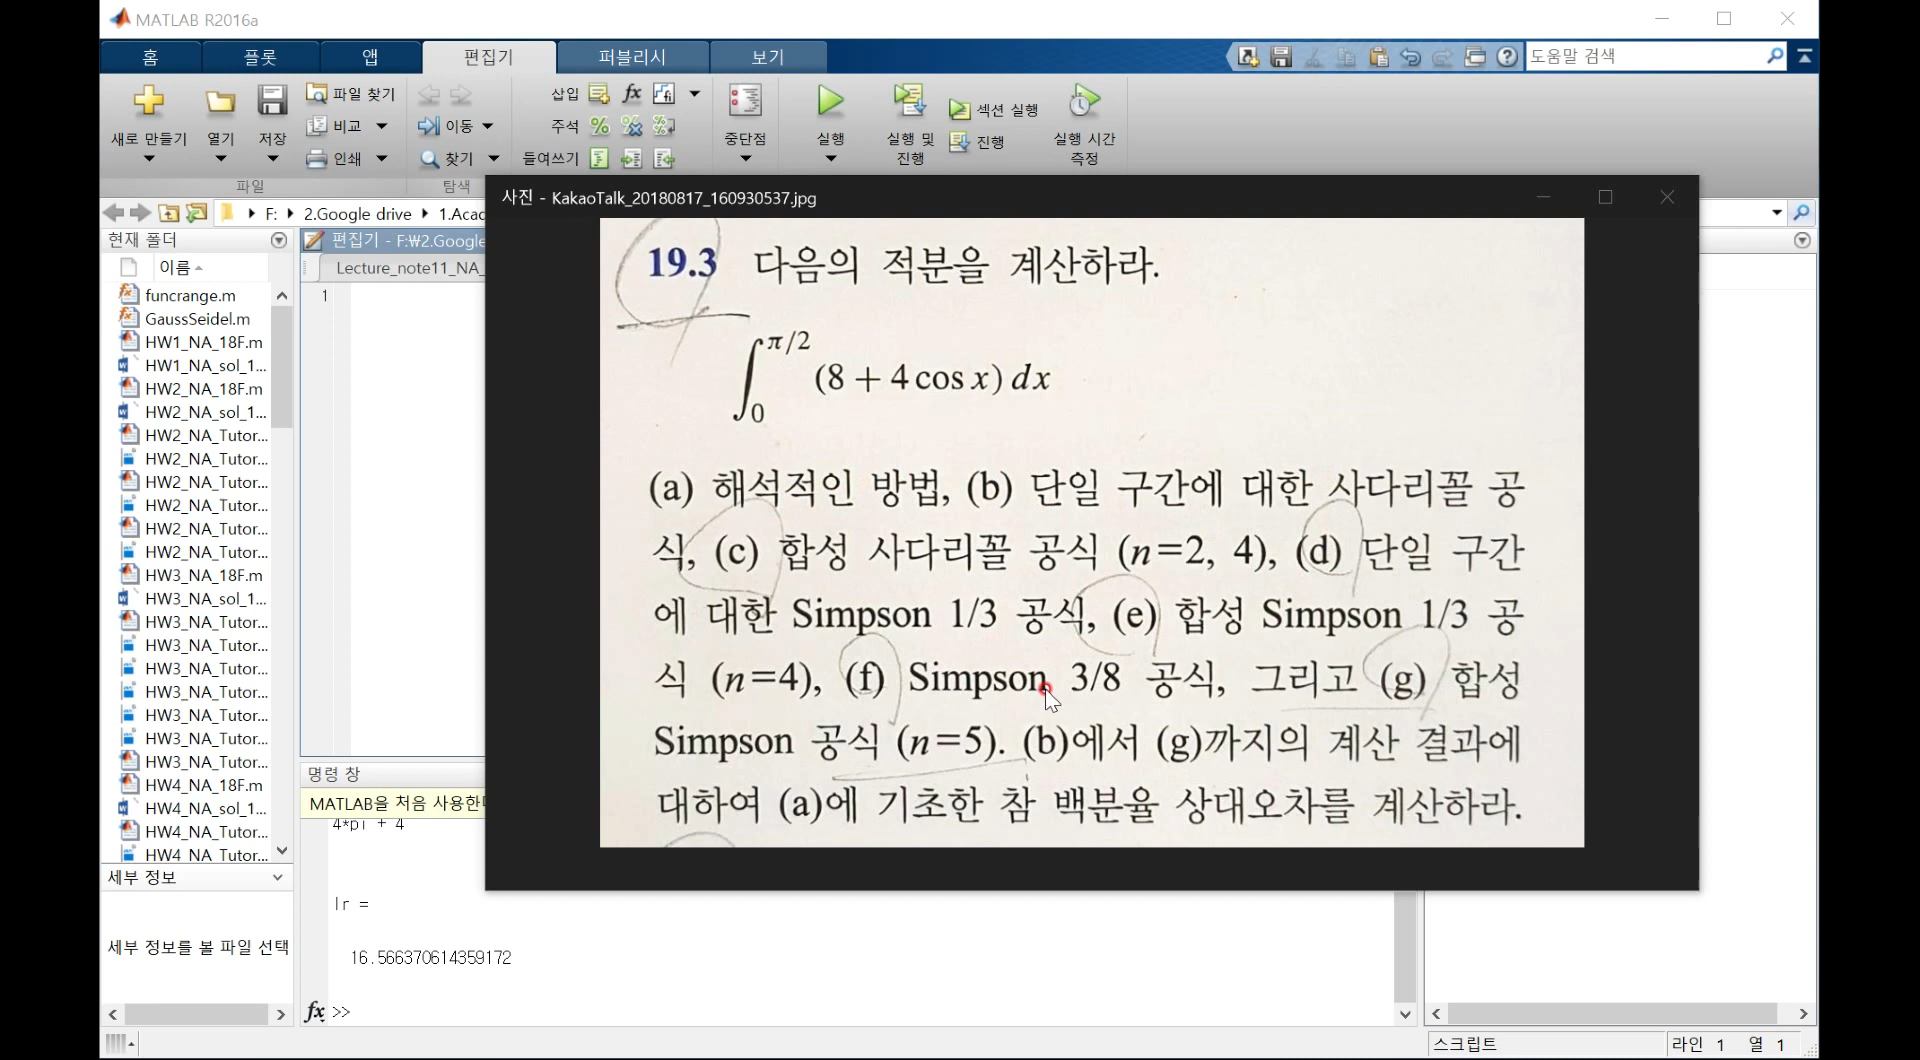 MATLAB R2016a
홈 플롯 앱 편집기 퍼블리시 보기
도움말 검색
새로 만들기
열기
저장
파일 찾기
비교
인쇄
이동
찾기
삽입
fx
주석
들여쓰기
중단점
실행
실행 및
진행
섹션 실행
진행
실행 시간
측정
파일
탐색
F: 2.Google drive 1.Acad
현재 폴더
편집기 - F:₩2.Google
이름
Lecture_note11_NA_
1
funcrange.m
GaussSeidel.m
HW1_NA_18F.m
HW1_NA_sol_1...
HW2_NA_18F.m
HW2_NA_sol_1...
HW2_NA_Tutor...
HW2_NA_Tutor...
HW2_NA_Tutor...
HW2_NA_Tutor...
HW2_NA_Tutor...
HW2_NA_Tutor...
HW3_NA_18F.m
HW3_NA_sol_1...
HW3_NA_Tutor...
HW3_NA_Tutor...
HW3_NA_Tutor...
HW3_NA_Tutor...
HW3_NA_Tutor...
HW3_NA_Tutor...
HW3_NA_Tutor...
HW4_NA_18F.m
HW4_NA_sol_1...
HW4_NA_Tutor...
HW4_NA_Tutor...
세부 정보
세부 정보를 볼 파일 선택
사진 - KakaoTalk_20180817_160930537.jpg
19.3 다음의 적분을 계산하라.
∫₀^{π/2} (8 + 4 cos x) dx
(a) 해석적인 방법, (b) 단일 구간에 대한 사다리꼴 공
식, (c) 합성 사다리꼴 공식 (n=2, 4), (d) 단일 구간
에 대한 Simpson 1/3 공식, (e) 합성 Simpson 1/3 공
식 (n=4), (f) Simpson 3/8 공식, 그리고 (g) 합성
Simpson 공식 (n=5). (b)에서 (g)까지의 계산 결과에
대하여 (a)에 기초한 참 백분율 상대오차를 계산하라.
명령 창
MATLAB을 처음 사용한
4*pi + 4
Ir =
16.566370614359172
fx >>
스크립트
라인 1 열 1